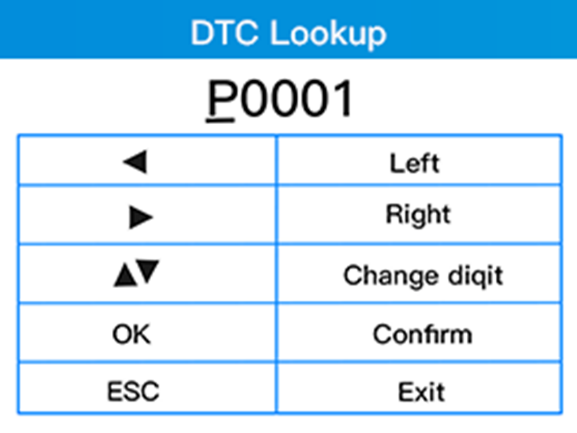 DTC Lookup
P0001
◀ Left
▶ Right
▲▼ Change diqit
OK Confirm
ESC Exit